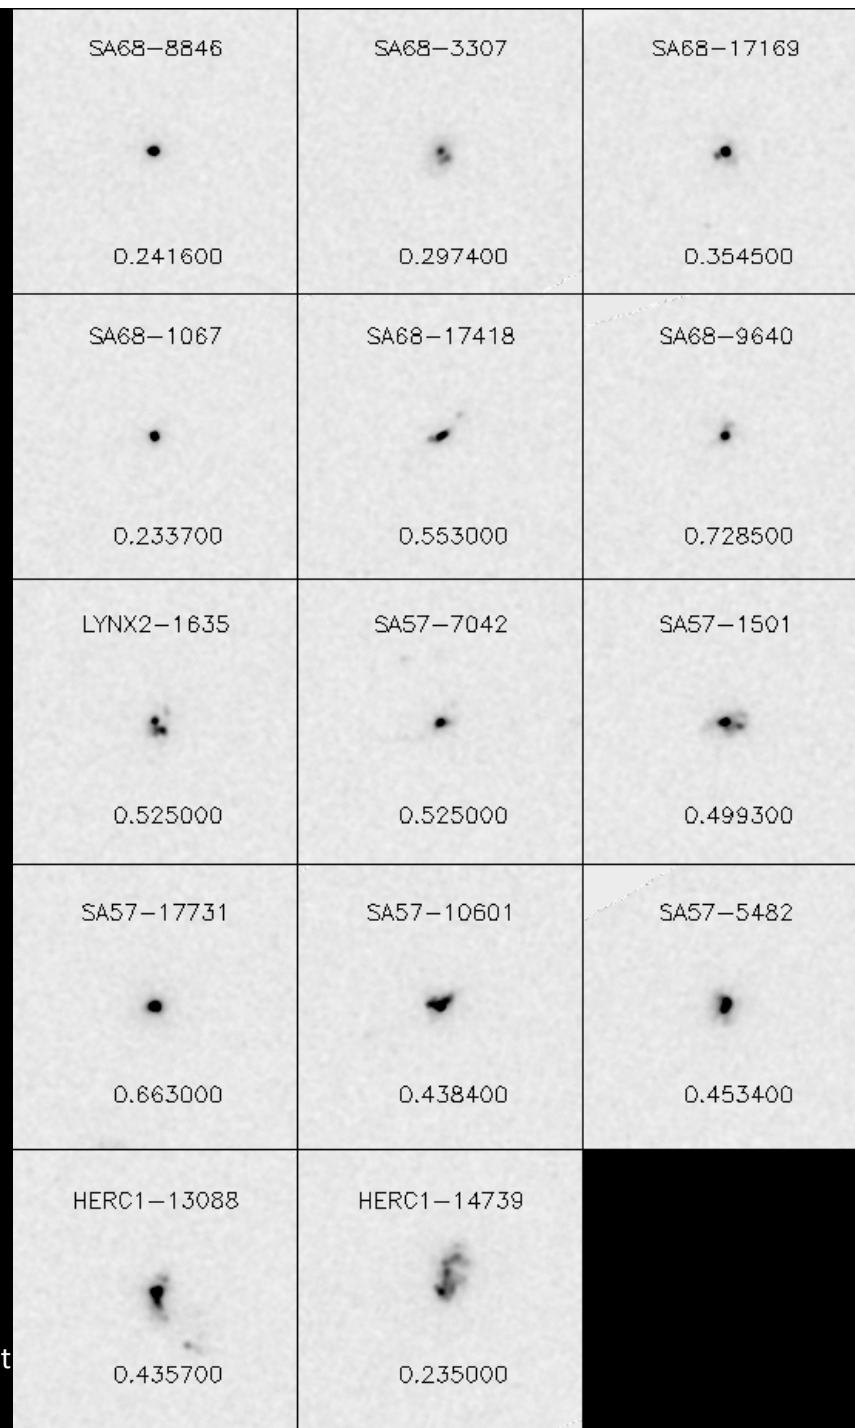 SA68-8846
SA68-3307
SA68-17169
0.241600
0.297400
0.354500
SA68-1067
SA68-17418
SA68-9640
0.233700
0.553000
0.728500
LYNX2-1635
SA57-7042
SA57-1501
0.525000
0.525000
0.499300
SA57-17731
SA57-10601
SA57-5482
0.663000
0.438400
0.453400
HERC1-13088
HERC1-14739
t
0.435700
0.235000